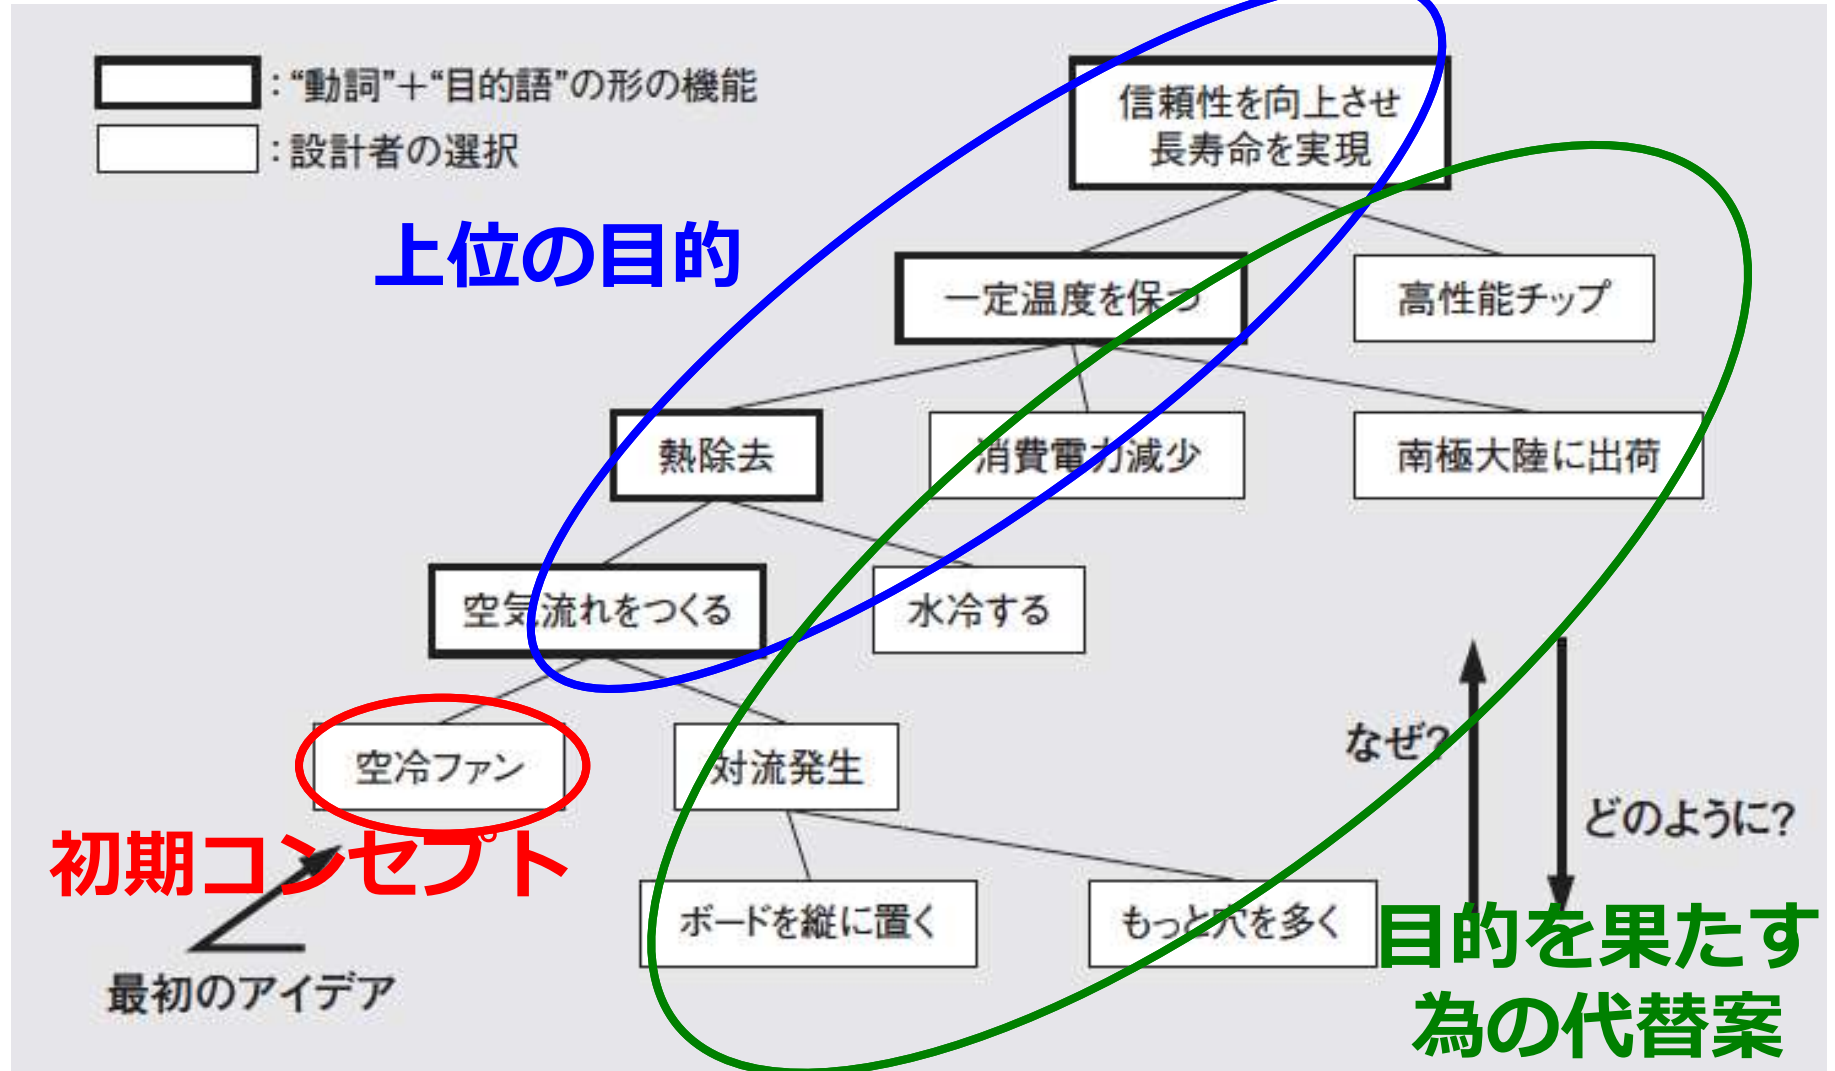 ：“動詞”＋“目的語”の形の機能
：設計者の選択
信頼性を向上させ
長寿命を実現
上位の目的
一定温度を保つ
高性能チップ
熱除去
消費電力減少
南極大陸に出荷
空気流れをつくる
水冷する
空冷ファン
対流発生
なぜ?
どのように?
初期コンセプト
ボードを縦に置く
もっと穴を多く
目的を果たす
為の代替案
最初のアイデア